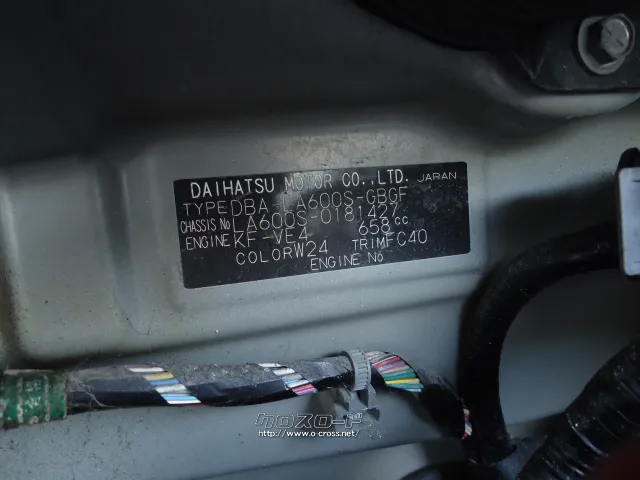 DAIHATSU MOTOR CO.,LTD. JAPAN
TYPE DBA-LA600S-GBGF
CHASSIS No LA600S-0181427
ENGINE KF-VE4 658cc
COLOR W24 TRIM FC40
ENGINE No
クロスロード
http://www.o-cross.net/